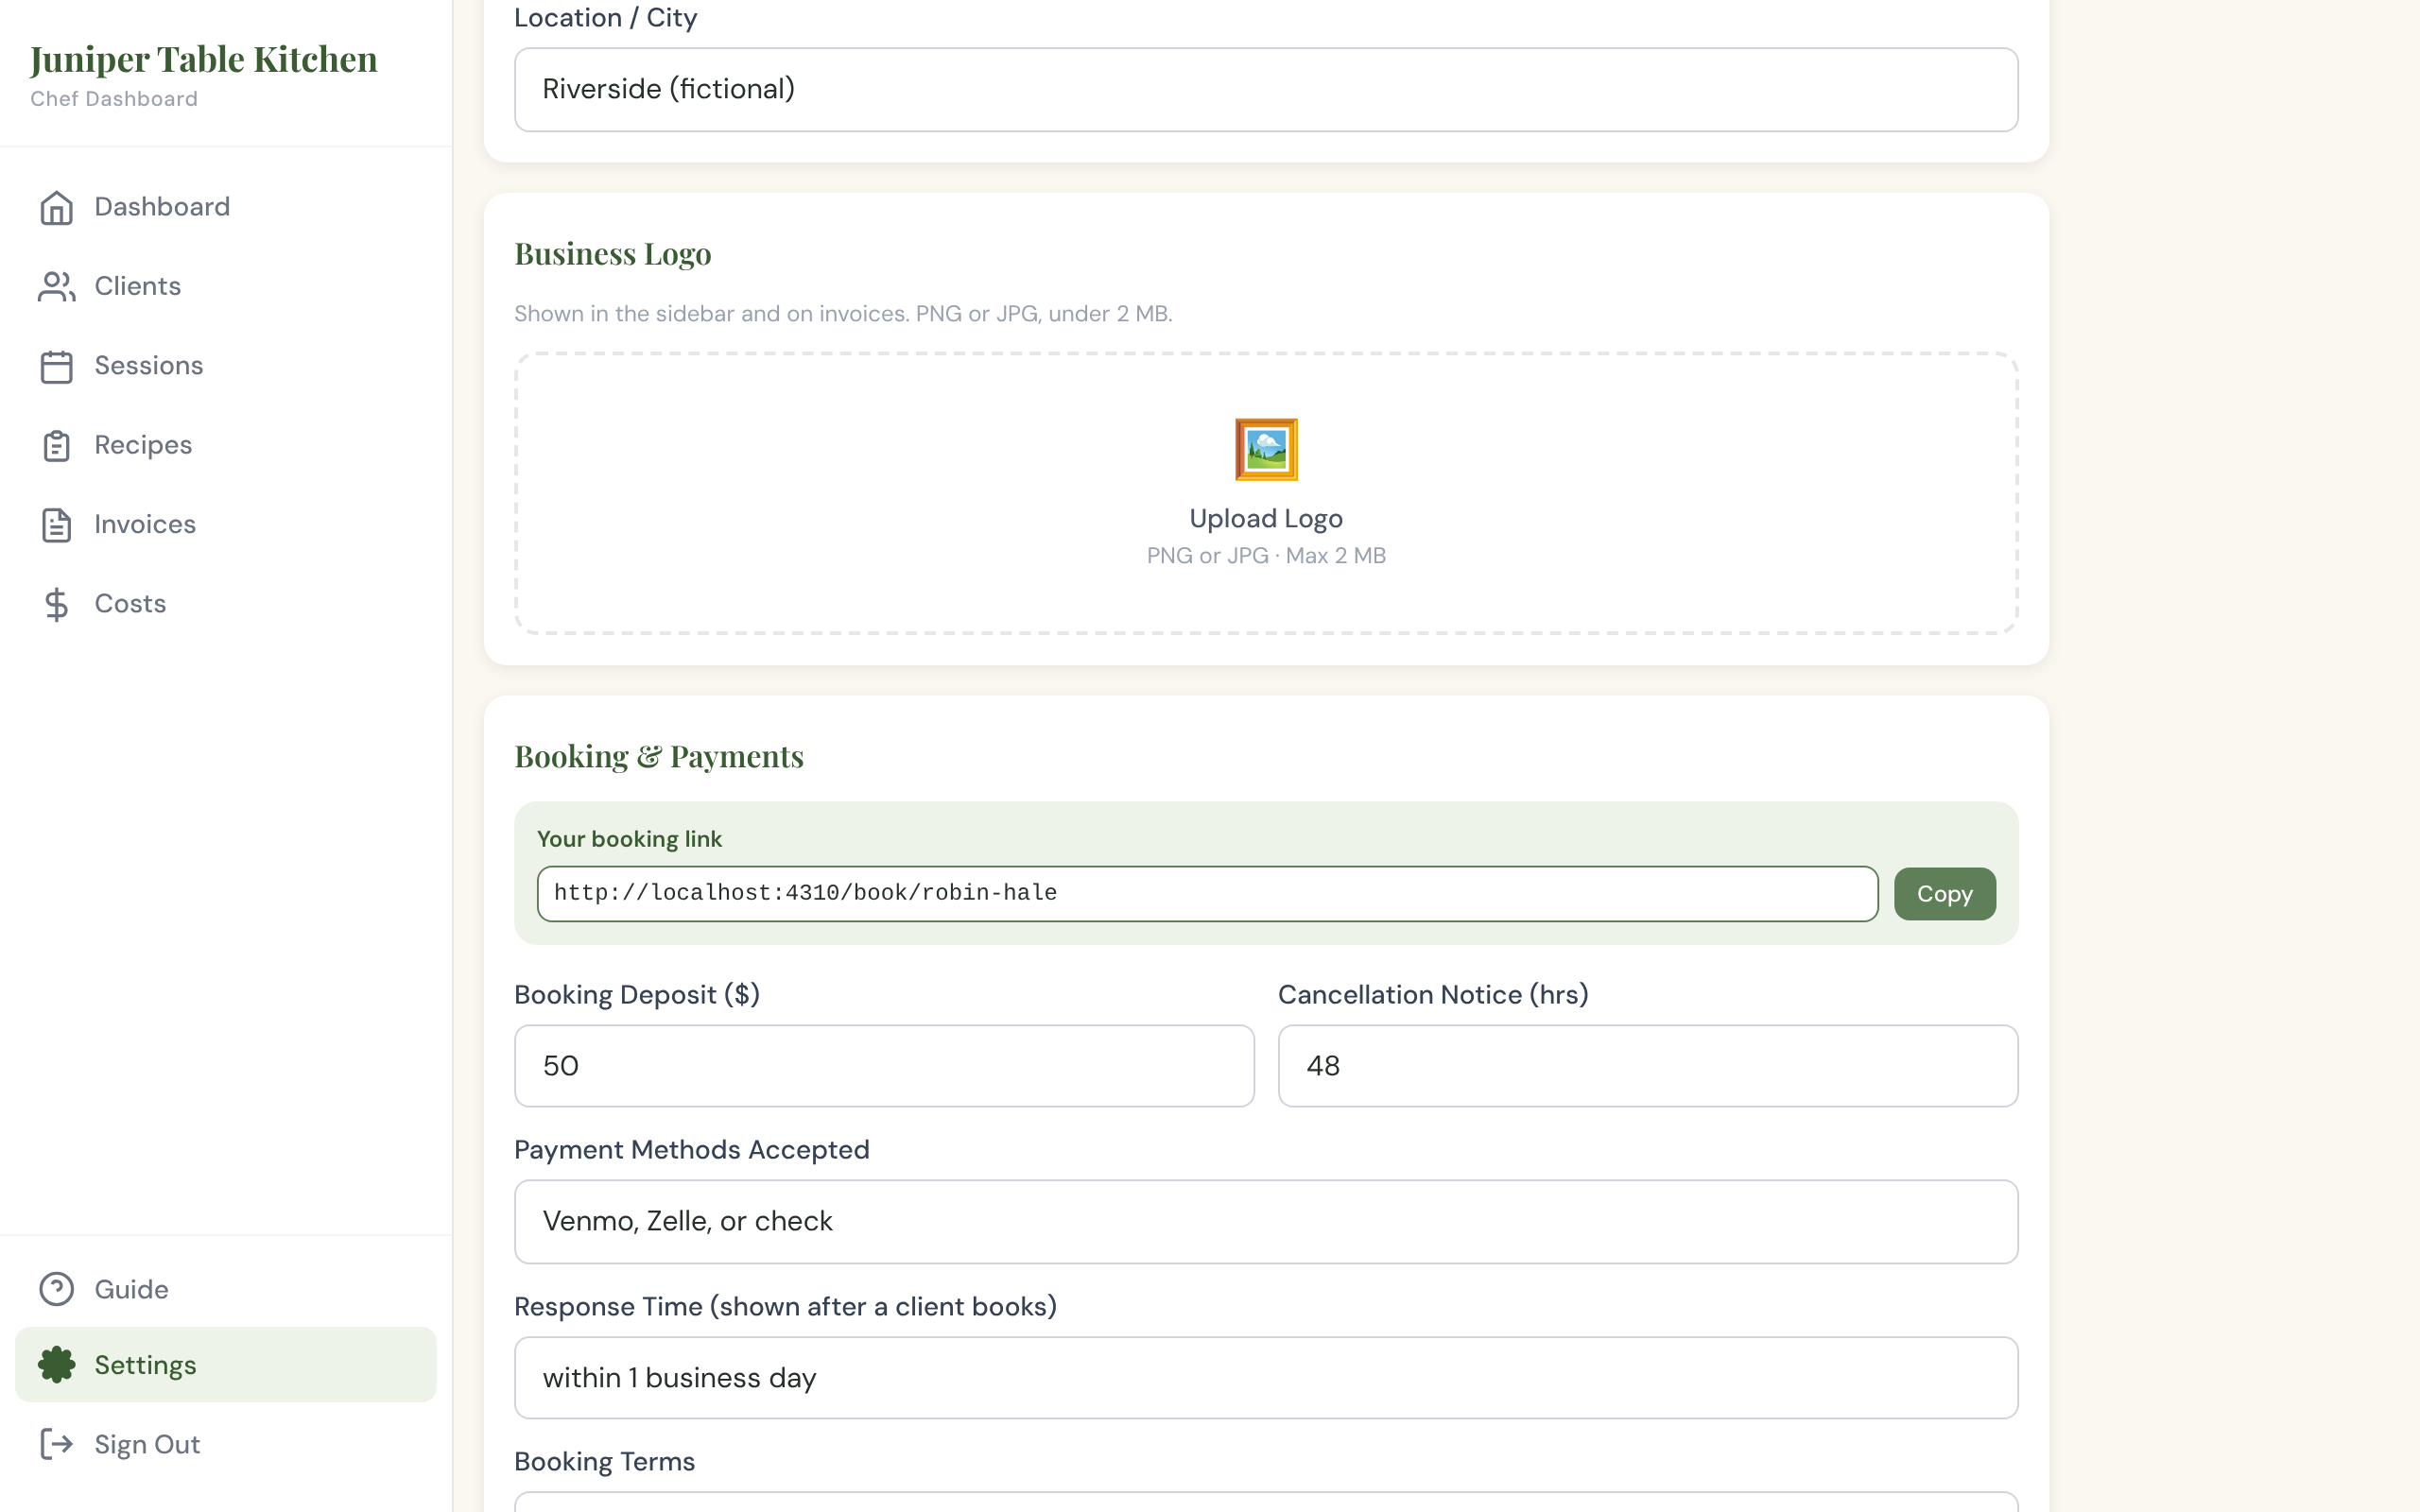 Juniper Table Kitchen
Chef Dashboard
Dashboard
Clients
Sessions
Recipes
Invoices
Costs
Guide
Settings
Sign Out
Location / City
Riverside (fictional)
Business Logo
Shown in the sidebar and on invoices. PNG or JPG, under 2 MB.
Upload Logo
PNG or JPG · Max 2 MB
Booking & Payments
Your booking link
http://localhost:4310/book/robin-hale
Copy
Booking Deposit ($)
Cancellation Notice (hrs)
50
48
Payment Methods Accepted
Venmo, Zelle, or check
Response Time (shown after a client books)
within 1 business day
Booking Terms